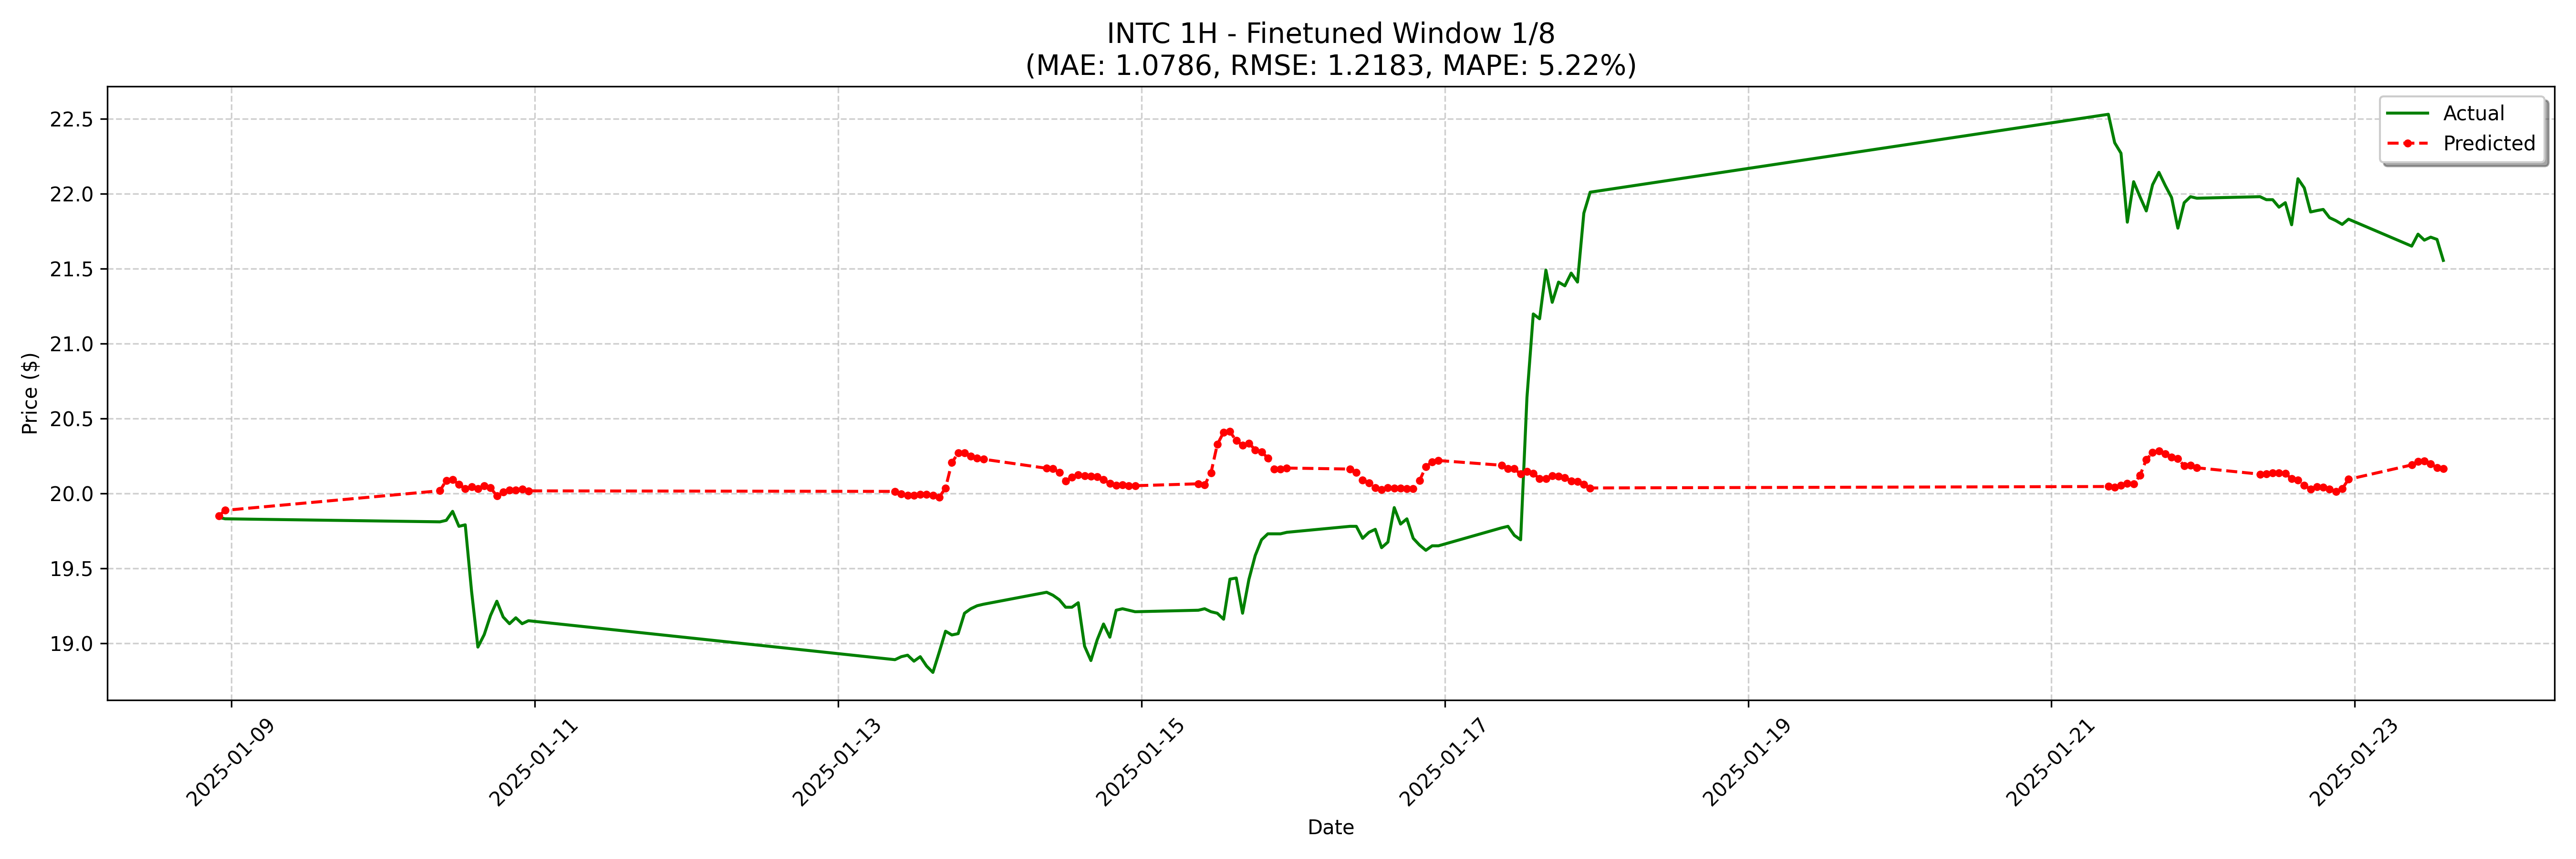 INTC 1H - Finetuned Window 1/8
(MAE: 1.0786, RMSE: 1.2183, MAPE: 5.22%)
Actual
Predicted
Price ($)
22.5
22.0
21.5
21.0
20.5
20.0
19.5
19.0
2025-01-09
2025-01-11
2025-01-13
2025-01-15
2025-01-17
2025-01-19
2025-01-21
2025-01-23
Date